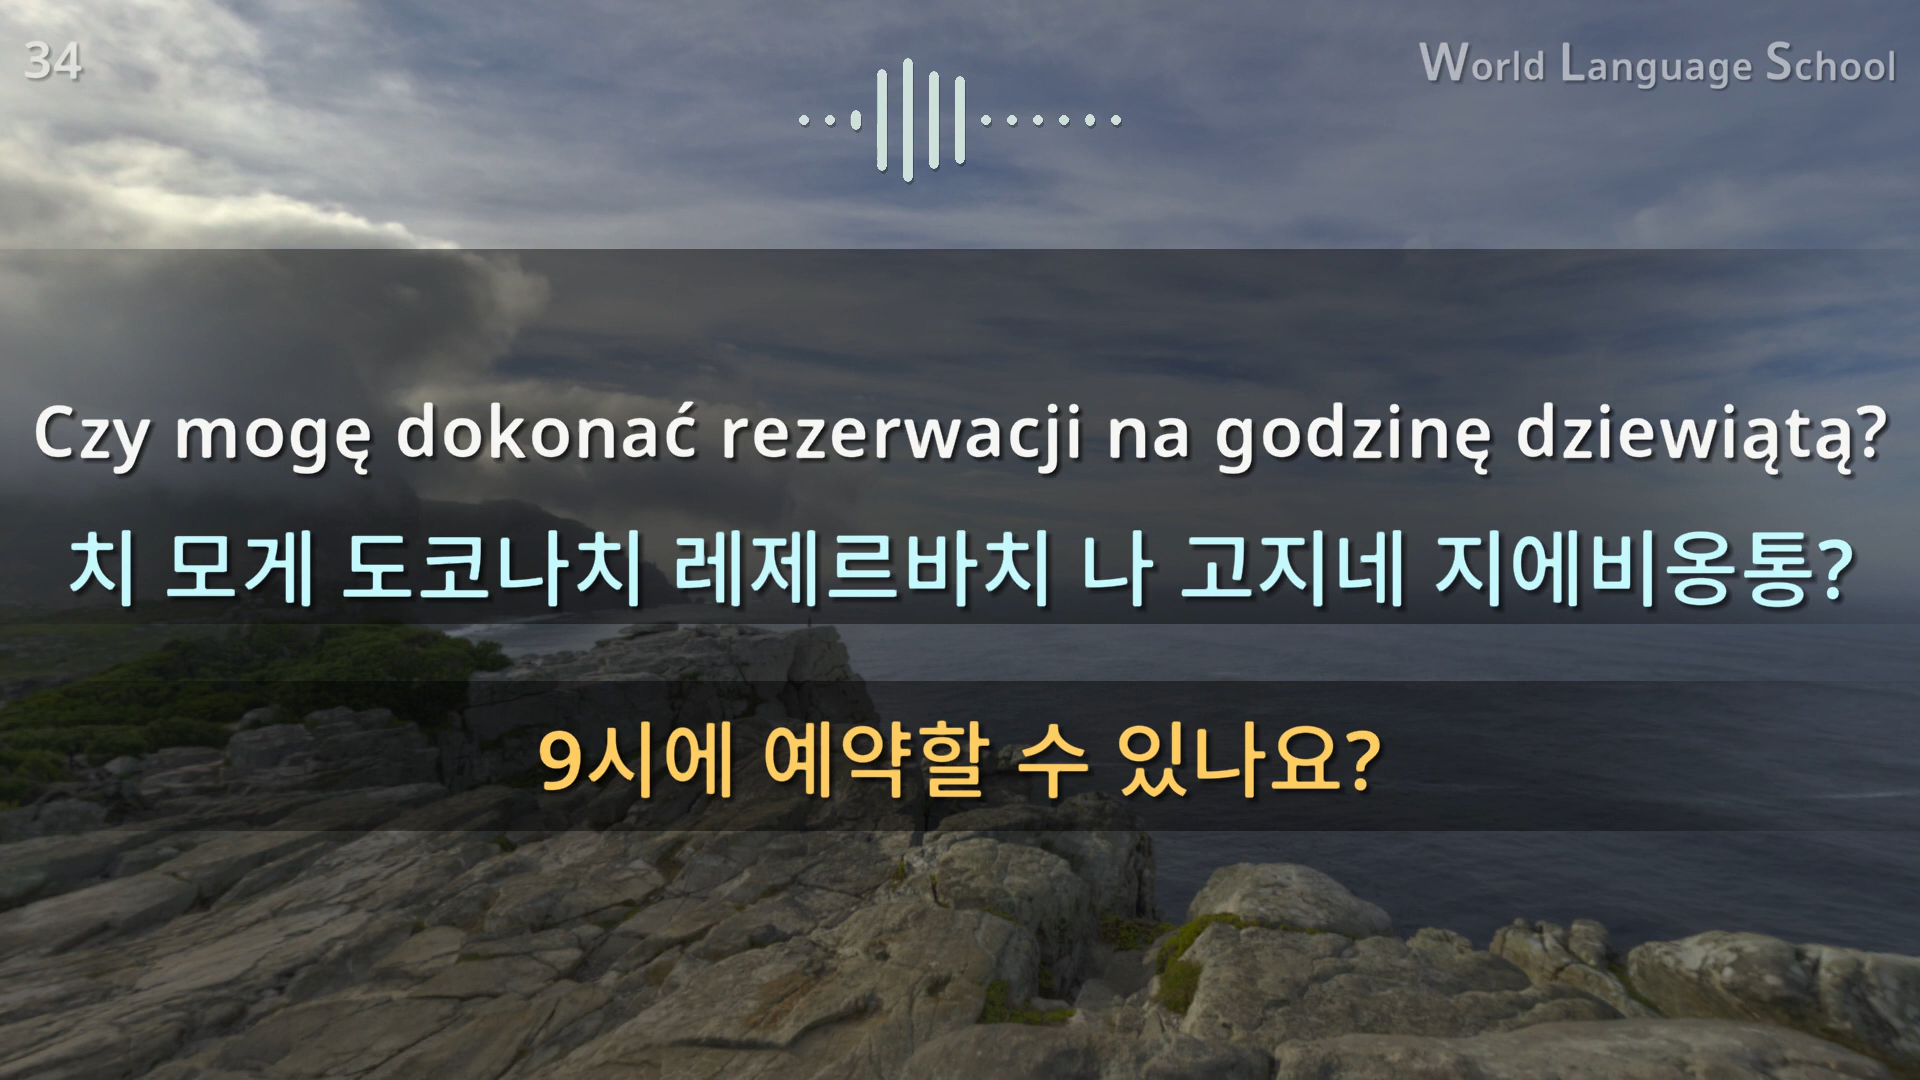 34
World Language School
Czy mogę dokonać rezerwacji na godzinę dziewiątą?
치 모게 도코나치 레제르바치 나 고지네 지에비옹통?
9시에 예약할 수 있나요?